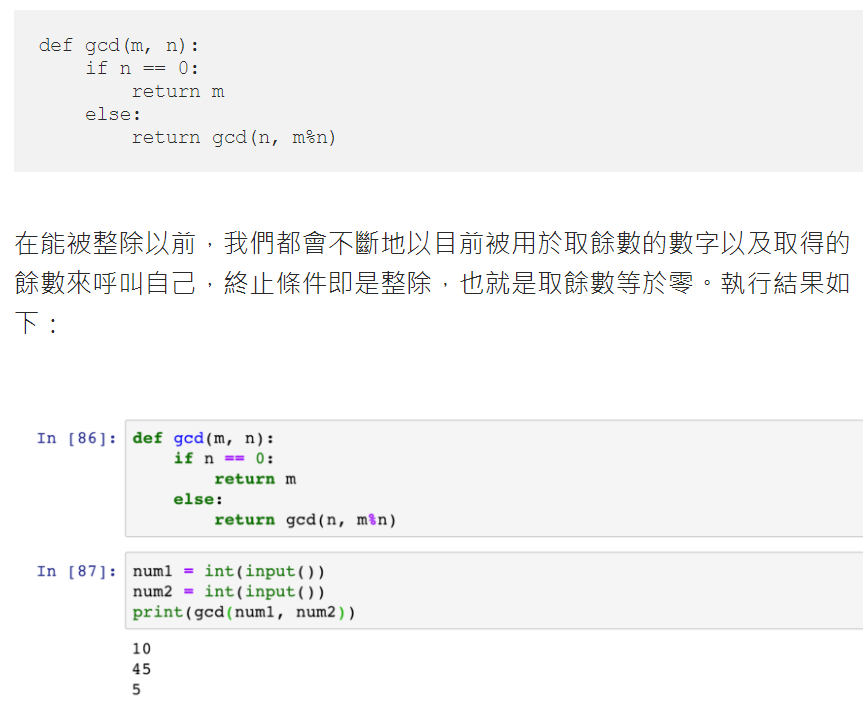 def gcd(m, n):
    if n == 0:
        return m
    else:
        return gcd(n, m%n)
在能被整除以前，我們都會不斷地以目前被用於取餘數的數字以及取得的
餘數來呼叫自己，終止條件即是整除，也就是取餘數等於零。執行結果如
下：
In [86]: def gcd(m, n):
    if n == 0:
        return m
    else:
        return gcd(n, m%n)
In [87]: num1 = int(input())
num2 = int(input())
print(gcd(num1, num2))
10
45
5